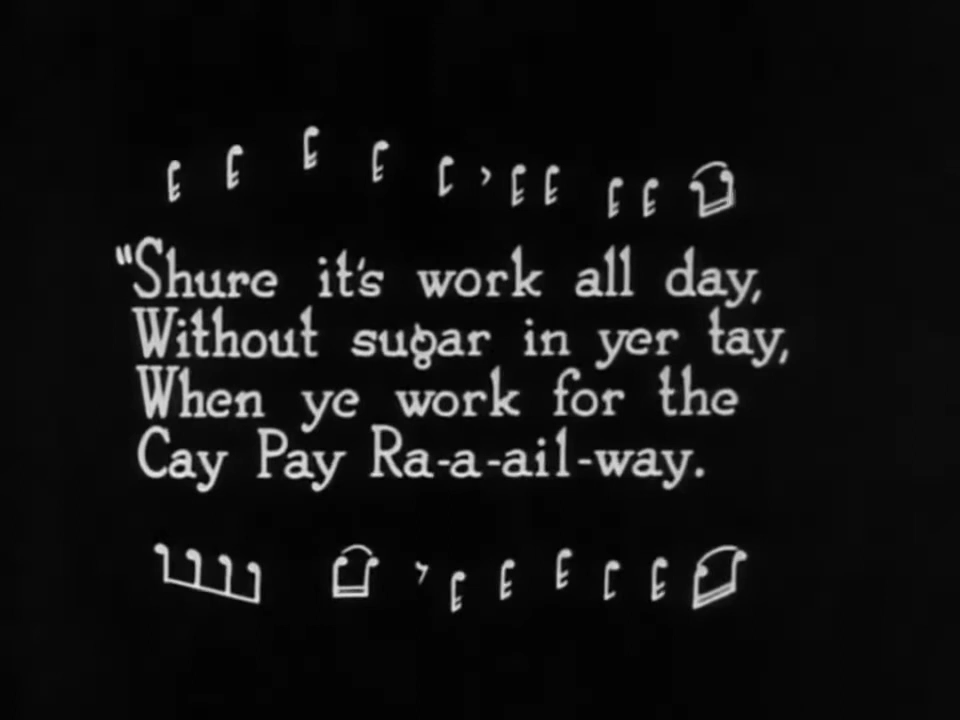 "Shure it's work all day,
Without sugar in yer tay,
When ye work for the
Cay Pay Ra-a-ail-way.